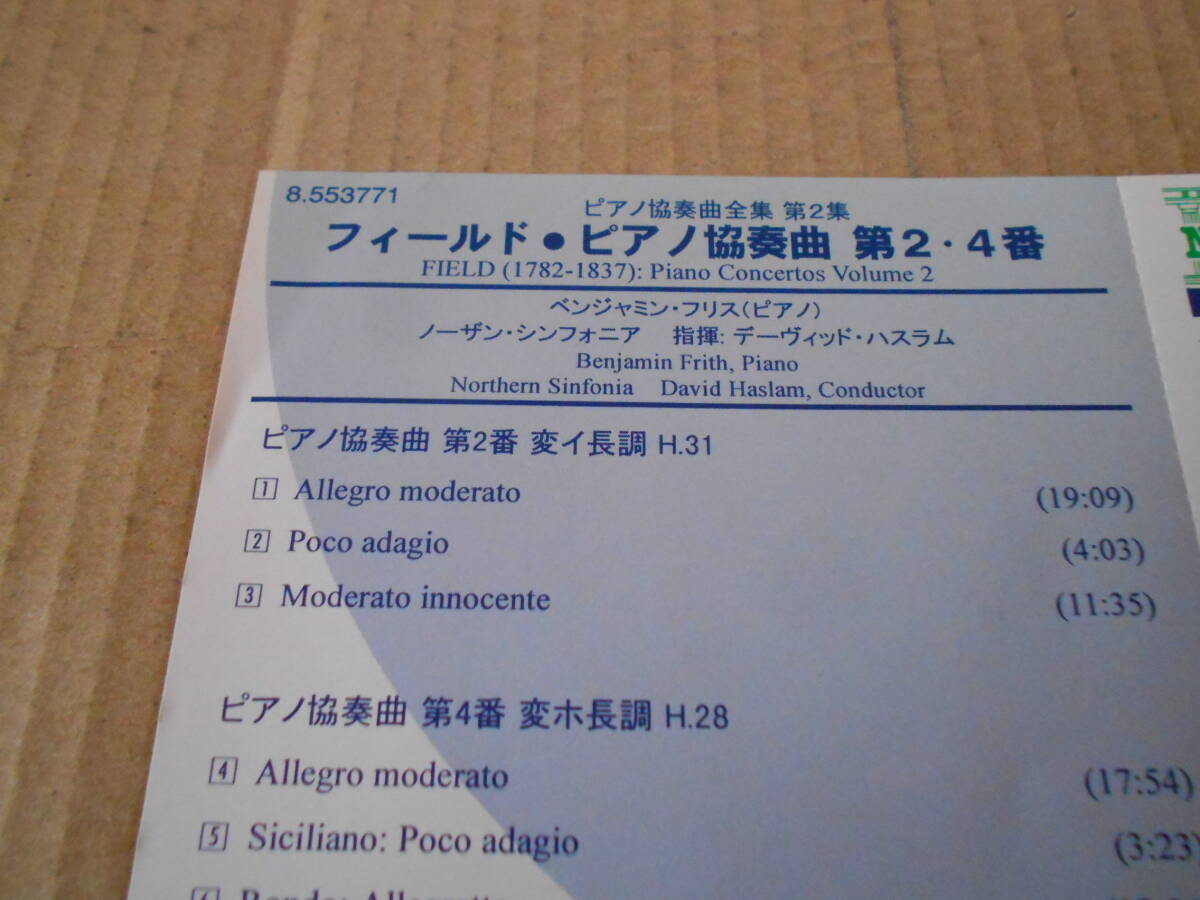 8.553771
ピアノ協奏曲全集 第2集
フィールド・ピアノ協奏曲 第2・4番
FIELD (1782-1837): Piano Concertos Volume 2
ベンジャミン・フリス(ピアノ)
ノーザン・シンフォニア 指揮: デーヴィッド・ハスラム
Benjamin Frith, Piano
Northern Sinfonia David Haslam, Conductor
ピアノ協奏曲 第2番 変イ長調 H.31
1 Allegro moderato (19:09)
2 Poco adagio (4:03)
3 Moderato innocente (11:35)
ピアノ協奏曲 第4番 変ホ長調 H.28
4 Allegro moderato (17:54)
5 Siciliano: Poco adagio (3:23)
6 Rondo: Allegretto